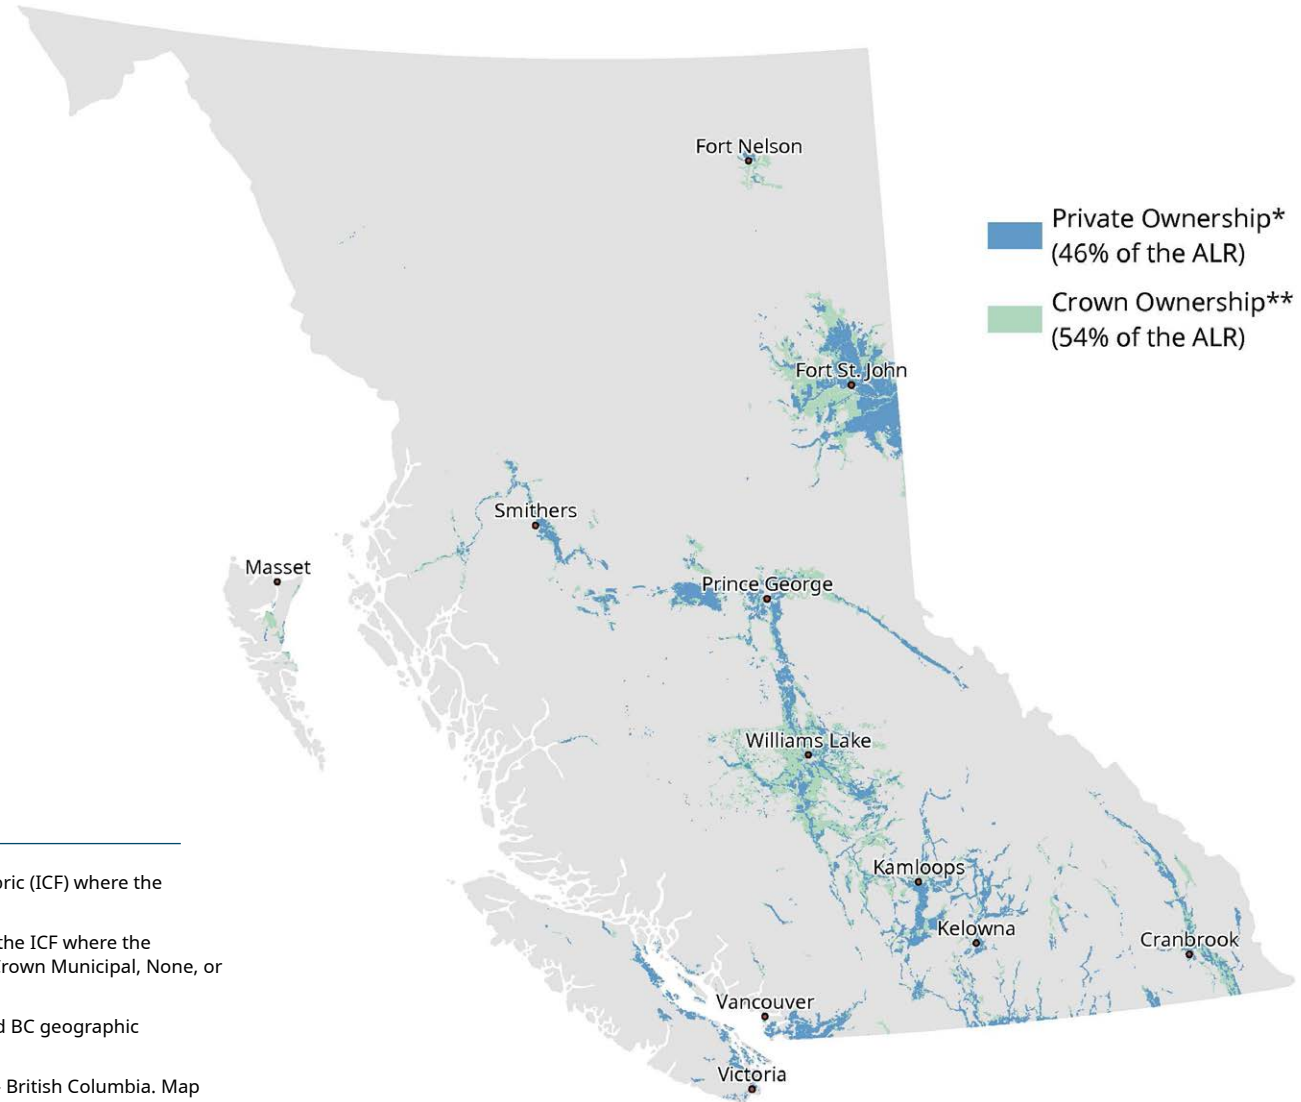 Fort Nelson
Private Ownership*
(46% of the ALR)
Crown Ownership**
(54% of the ALR)
Fort St. John
Smithers
Masset
Prince George
Williams Lake
Kamloops
Kelowna
Cranbrook
Vancouver
Victoria
(ICF) where the
the ICF where the
Crown Municipal, None, or
BC geographic
British Columbia. Map